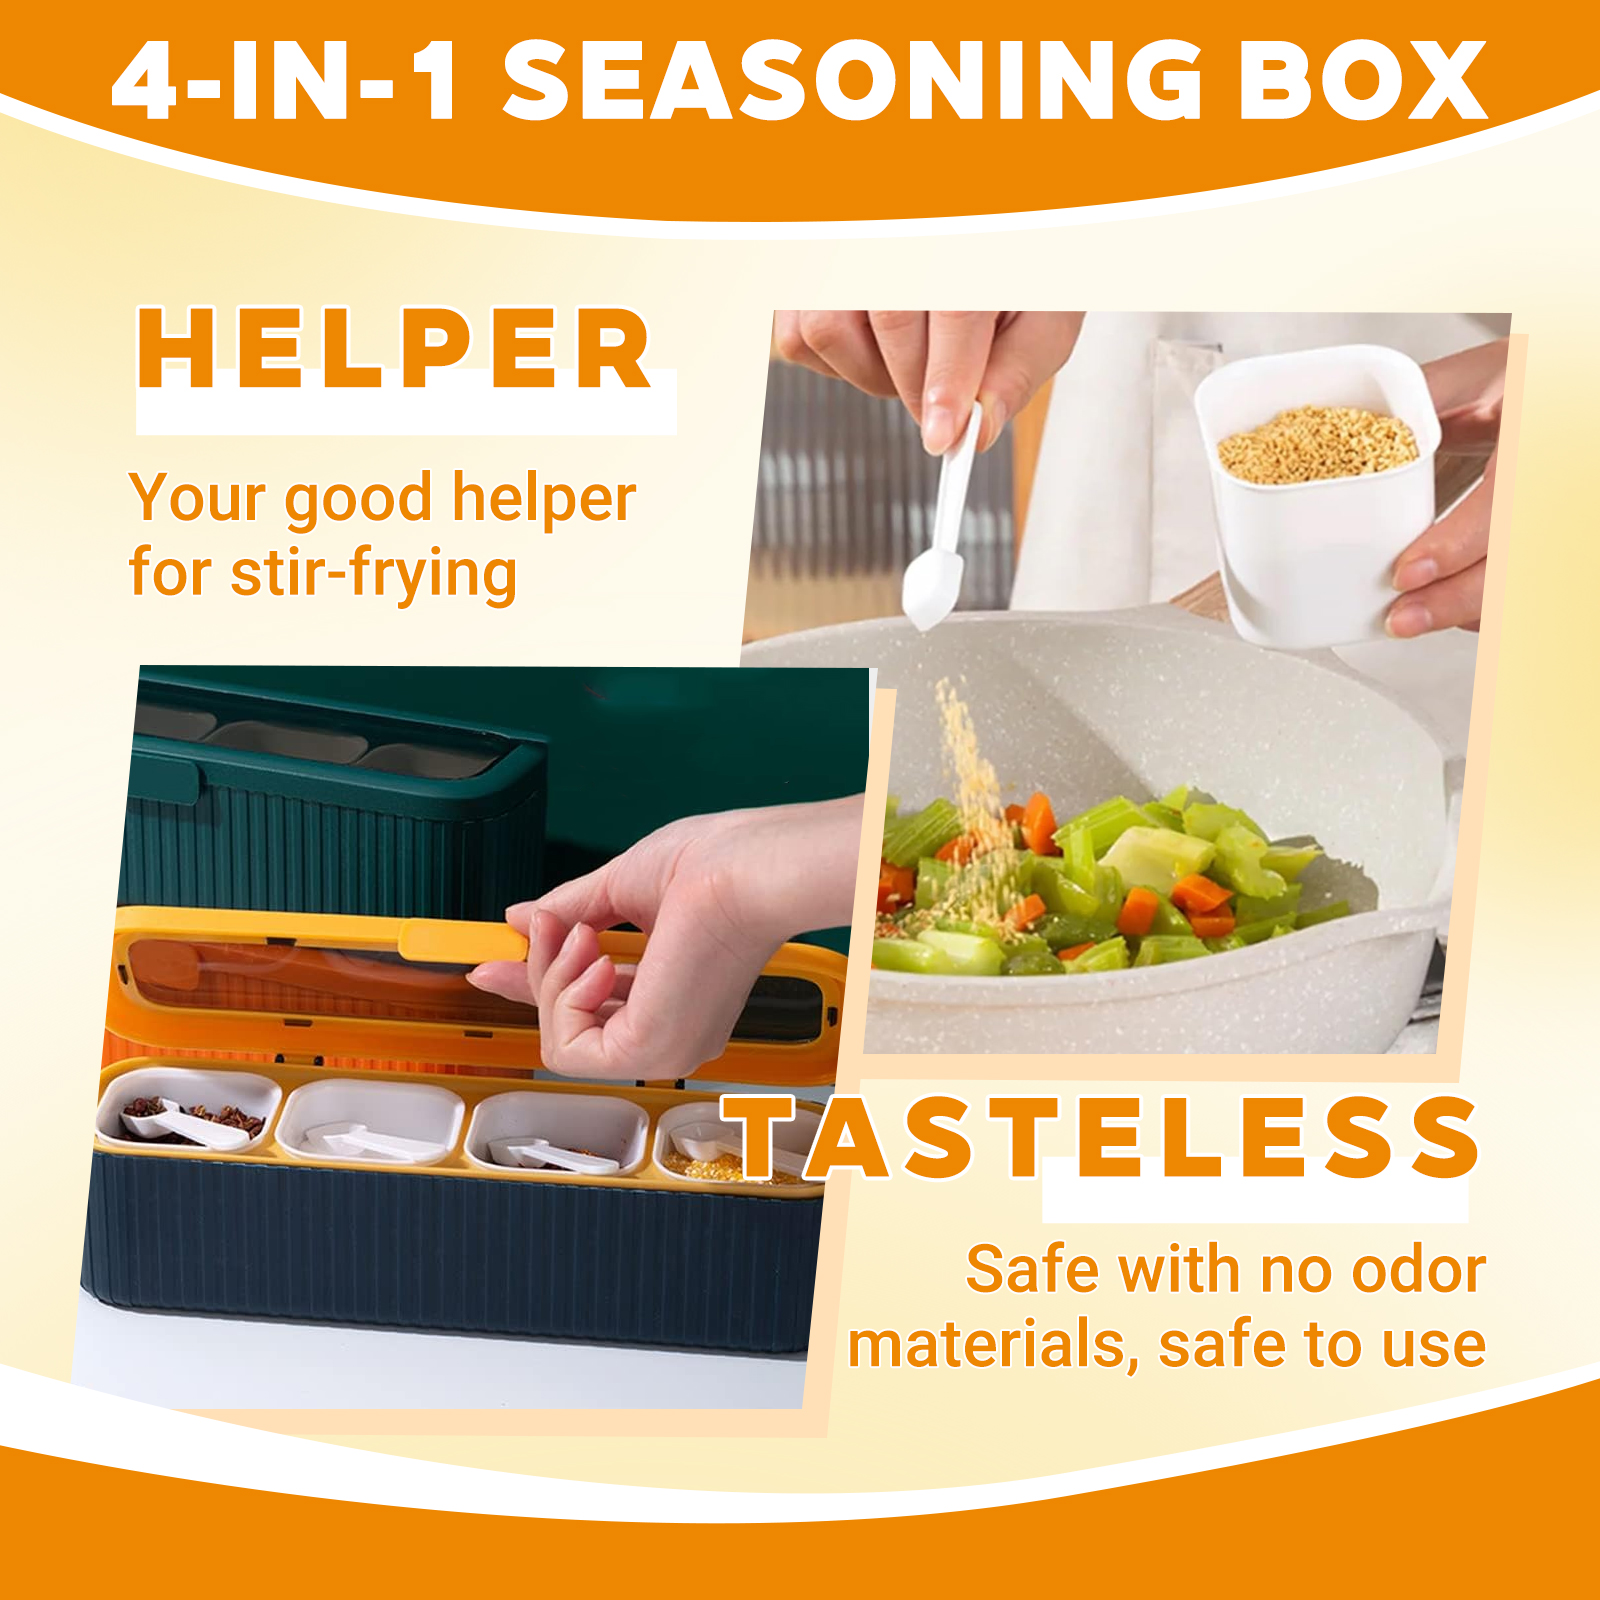 4-IN-1 SEASONING BOX
HELPER
Your good helper
for stir-frying
TASTELESS
Safe with no odor
materials, safe to use